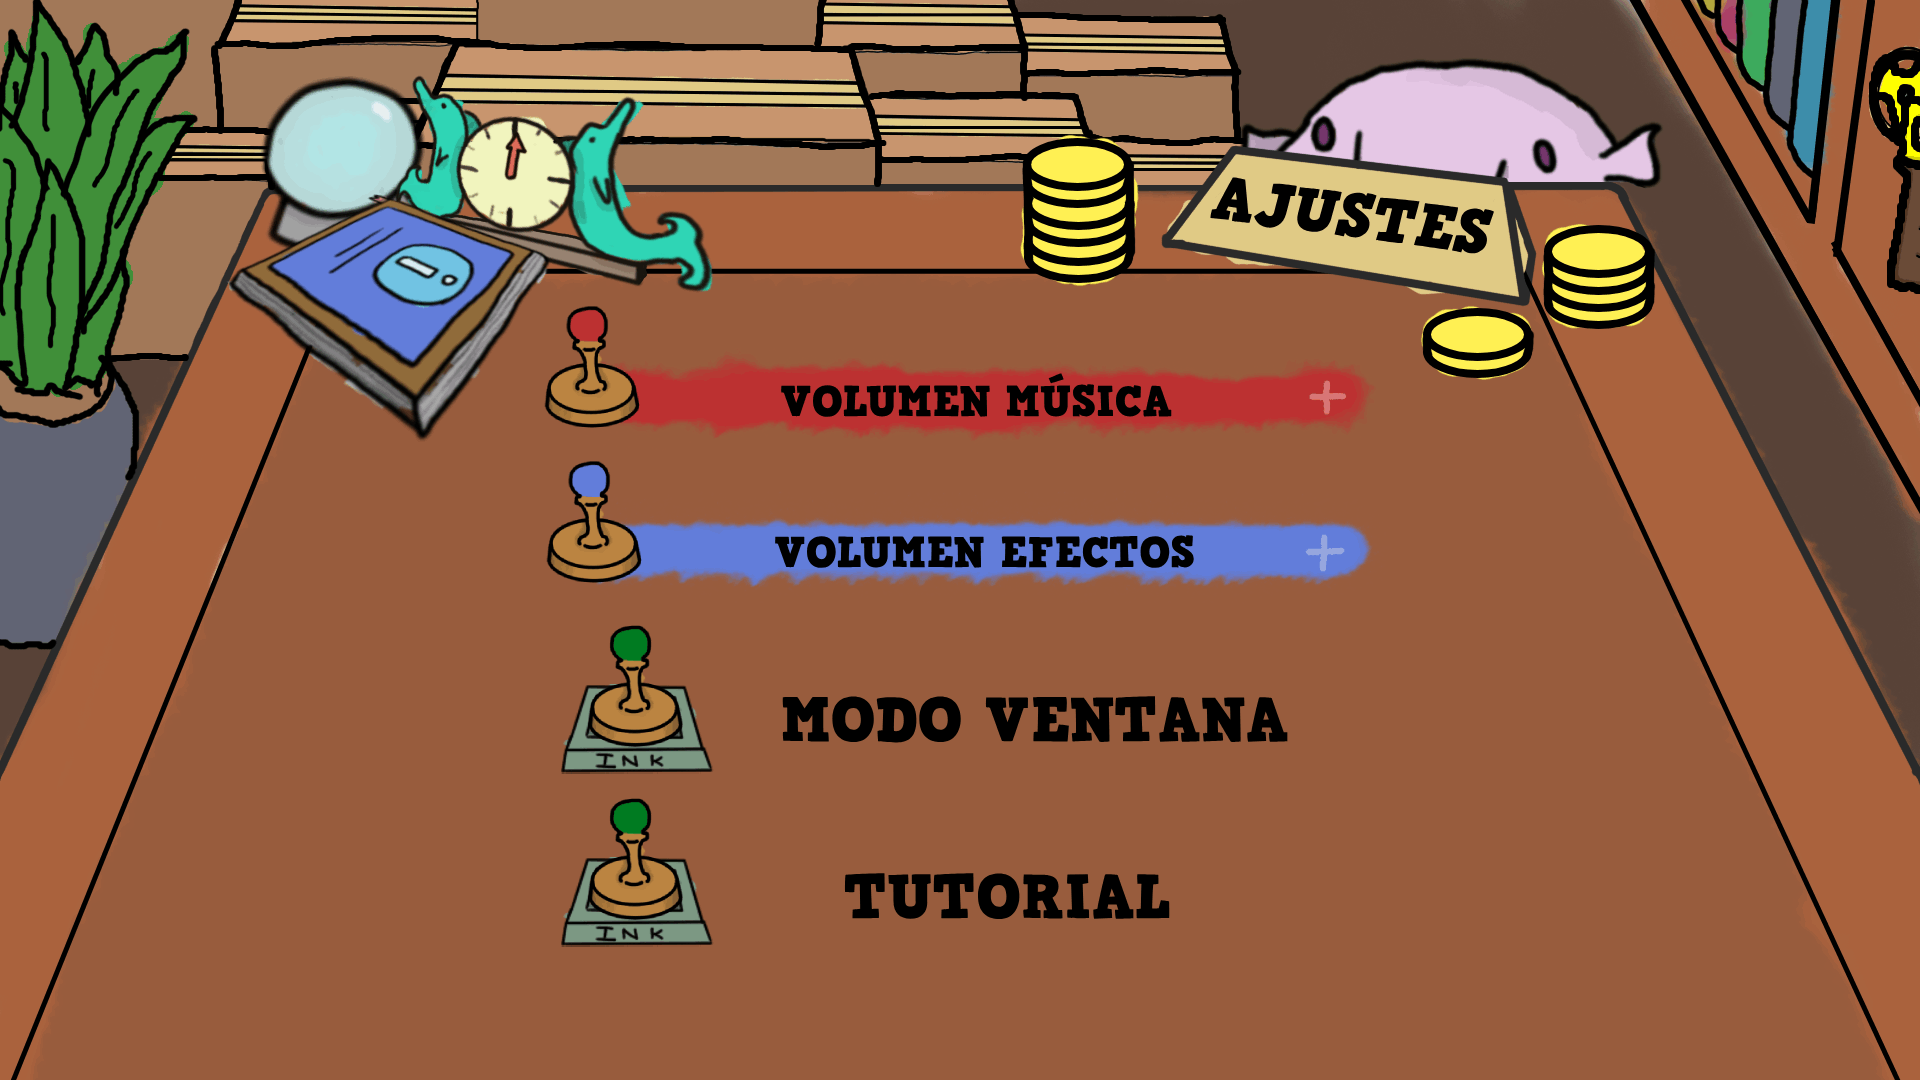 AJUSTES
VOLUMEN MÚSICA +
VOLUMEN EFECTOS +
MODO VENTANA
INK
TUTORIAL
INK